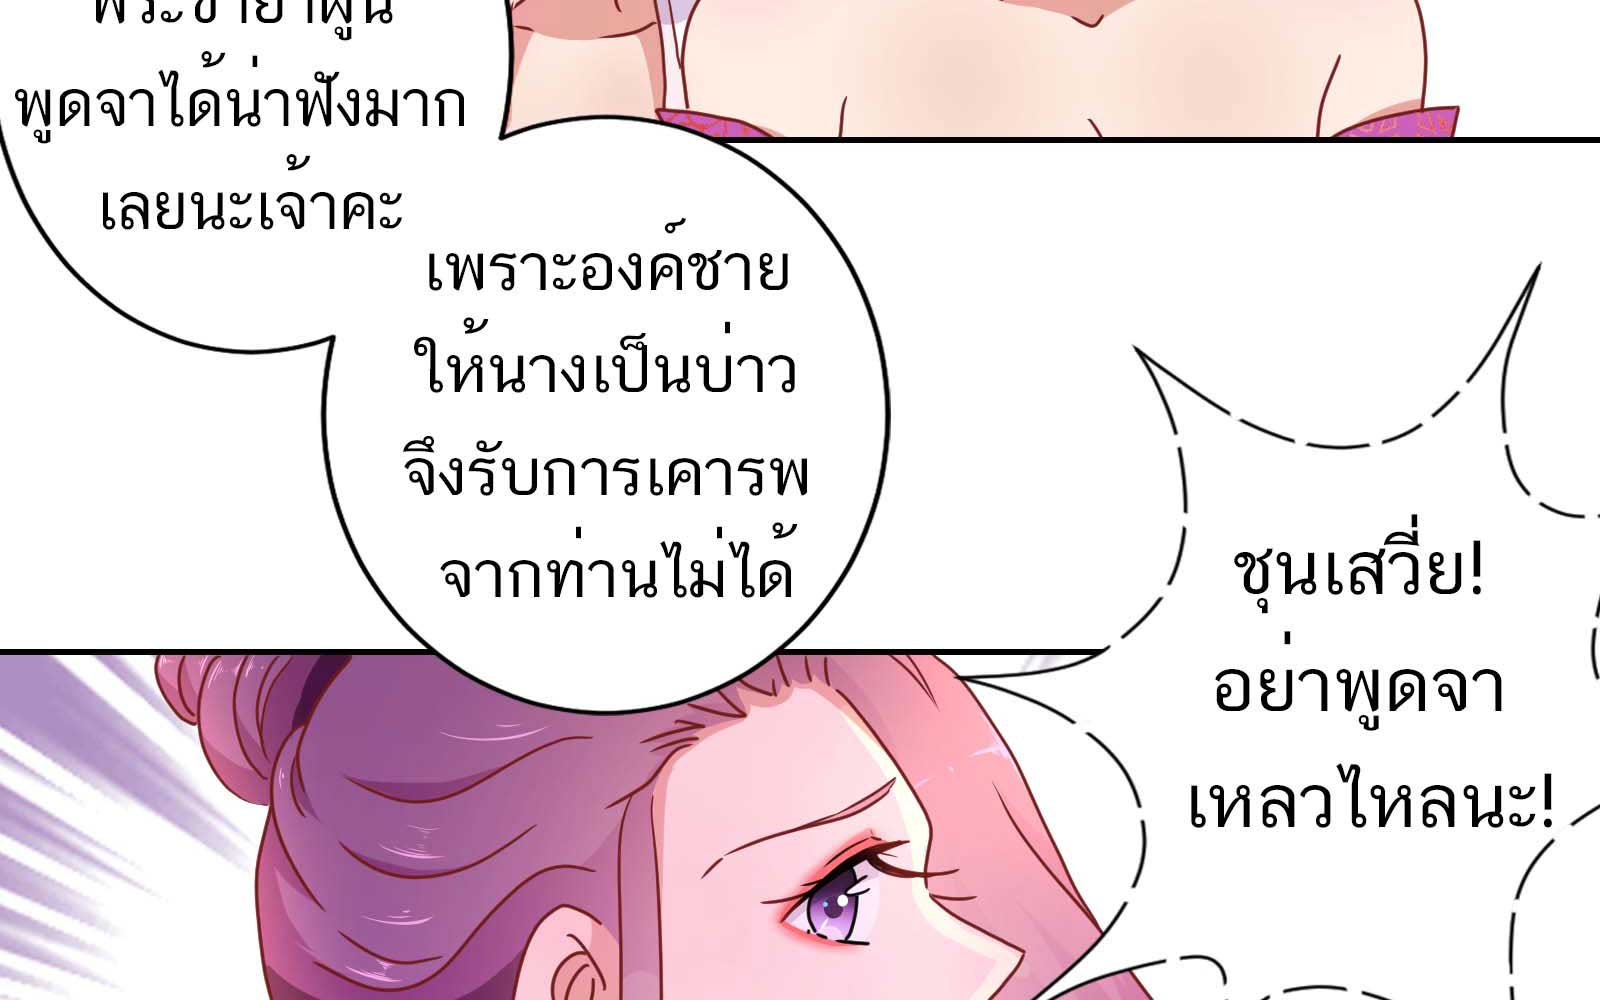 พูดจาได้น่าฟังมาก
เลยนะเจ้าคะ
เพราะองค์ชาย
ให้นางเป็นบ่าว
จึงรับการเคารพ
จากท่านไม่ได้
ชุนเสวี่ย!
อย่าพูดจา
เหลวไหลนะ!